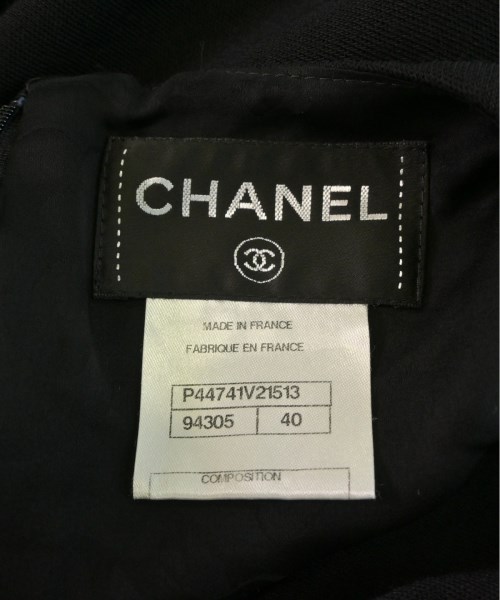 CHANEL
MADE IN FRANCE
FABRIQUE EN FRANCE
P44741V21513
94305 40
COMPOSITION